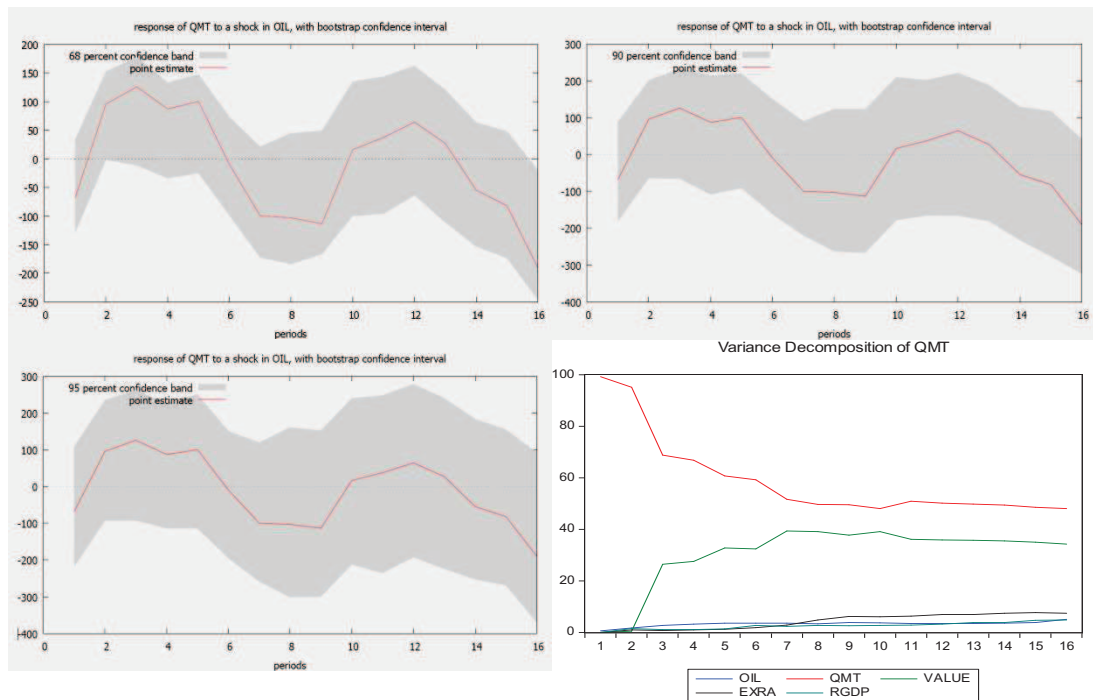 response of QMT to a shock in OIL, with bootstrap confidence interval
68 percent confidence band
point estimate
200
150
100
50
0
-50
-100
-150
-200
-250
0 2 4 6 8 10 12 14 16
periods
response of QMT to a shock in OIL, with bootstrap confidence interval
90 percent confidence band
point estimate
300
200
100
0
-100
-200
-300
-400
0 2 4 6 8 10 12 14 16
periods
response of QMT to a shock in OIL, with bootstrap confidence interval
95 percent confidence band
point estimate
300
200
100
0
-100
-200
-300
-400
0 2 4 6 8 10 12 14 16
periods
Variance Decomposition of QMT
100
80
60
40
20
0
1 2 3 4 5 6 7 8 9 10 11 12 13 14 15 16
OIL QMT VALUE
EXRA RGDP